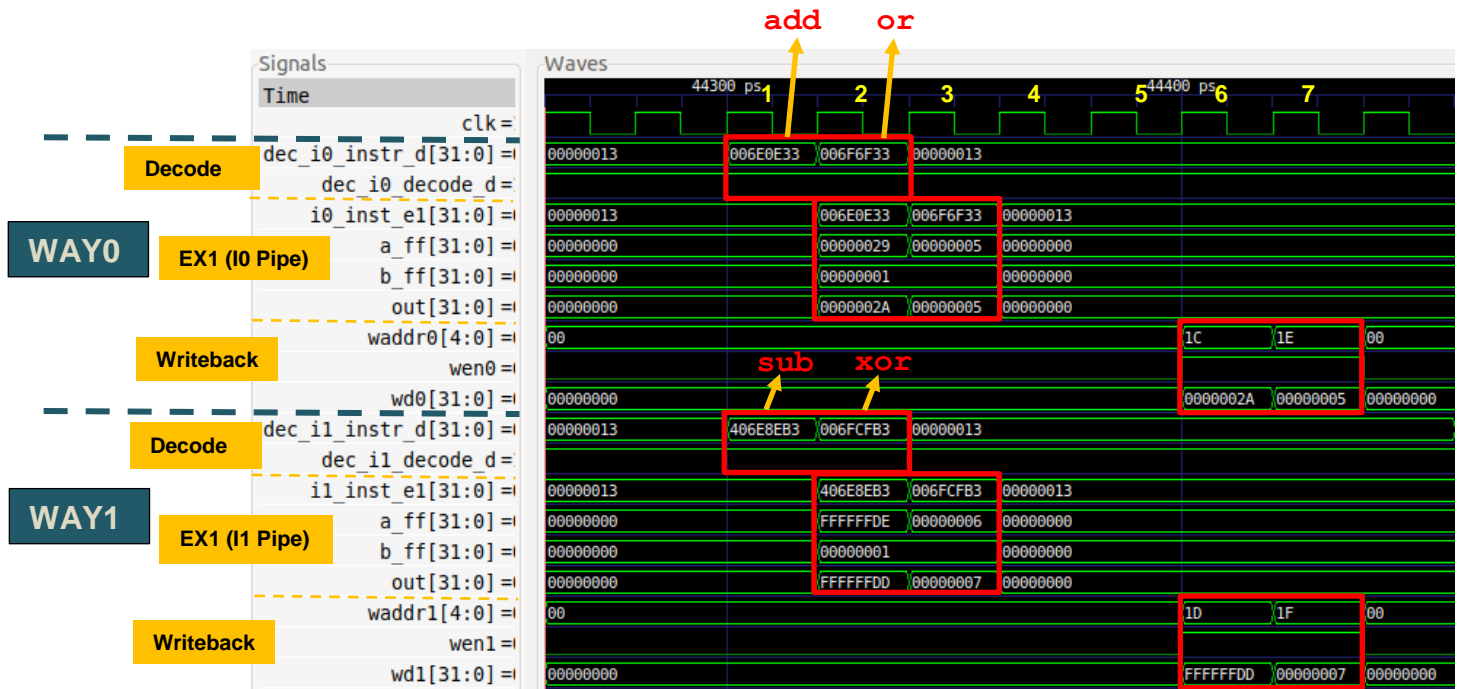 add or
Signals Waves
Time 44300 ps 44400 ps
1 2 3 4 5 6 7
clk =
Decode
dec_i0_instr_d[31:0] = 00000013 006E0E33 006F6F33 00000013
dec_i0_decode_d =
WAY0
EX1 (I0 Pipe)
i0_inst_e1[31:0] = 00000013 006E0E33 006F6F33 00000013
a_ff[31:0] = 00000000 00000029 00000005 00000000
b_ff[31:0] = 00000000 00000001 00000000
out[31:0] = 00000000 0000002A 00000005 00000000
Writeback
waddr0[4:0] = 00 1C 1E 00
wen0 =
sub xor
wd0[31:0] = 00000000 0000002A 00000005 00000000
Decode
dec_i1_instr_d[31:0] = 00000013 406E8EB3 006FCFB3 00000013
dec_i1_decode_d =
WAY1
EX1 (I1 Pipe)
i1_inst_e1[31:0] = 00000013 406E8EB3 006FCFB3 00000013
a_ff[31:0] = 00000000 FFFFFFDE 00000006 00000000
b_ff[31:0] = 00000000 00000001 00000000
out[31:0] = 00000000 FFFFFFDD 00000007 00000000
Writeback
waddr1[4:0] = 00 1D 1F 00
wen1 =
wd1[31:0] = 00000000 FFFFFFDD 00000007 00000000